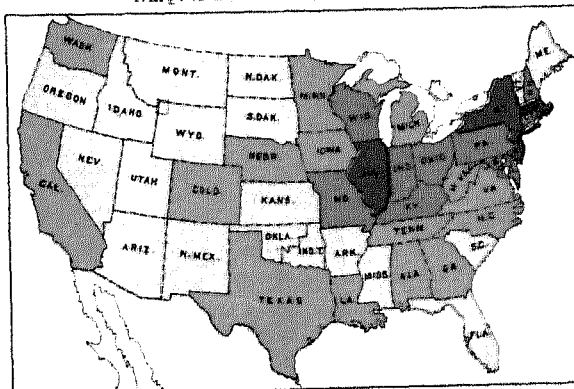 WASH.
MONT.
N. DAK.
MINN.
ME.
OREGON
IDAHO
S. DAK.
WIS.
MICH.
WYO.
NEV.
UTAH
COLO.
NEBR.
IOWA
IND.
OHIO
PA.
CAL.
KANS.
MO.
KY.
VA.
ARIZ.
N. MEX.
OKLA.
IND. T.
ARK.
TENN.
N.C.
S.C.
TEXAS
LA.
MISS.
ALA.
GA.
FLA.